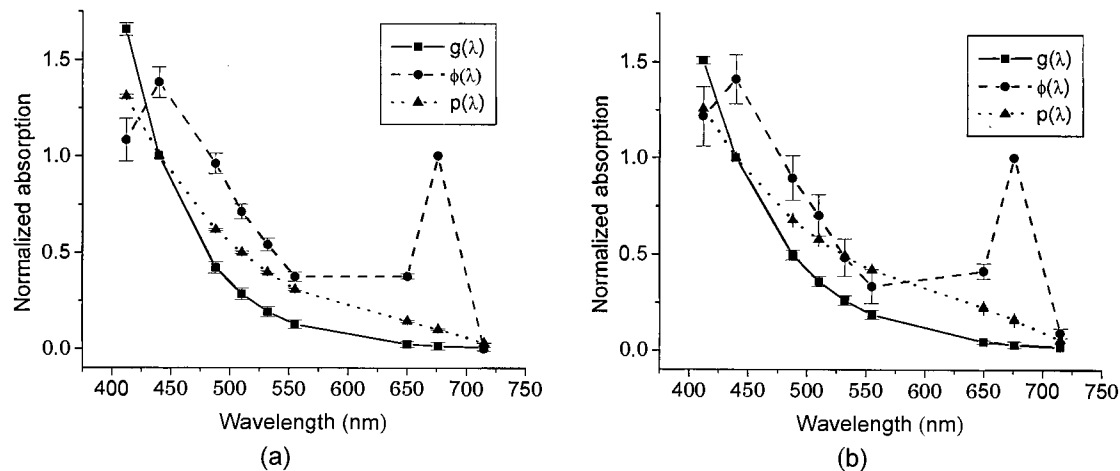 1.5
1.0
0.5
0.0
Normalized absorption
g(λ)
ϕ(λ)
p(λ)
400 450 500 550 600 650 700 750
Wavelength (nm)
(a)
1.5
1.0
0.5
0.0
Normalized absorption
g(λ)
ϕ(λ)
p(λ)
400 450 500 550 600 650 700 750
Wavelength (nm)
(b)